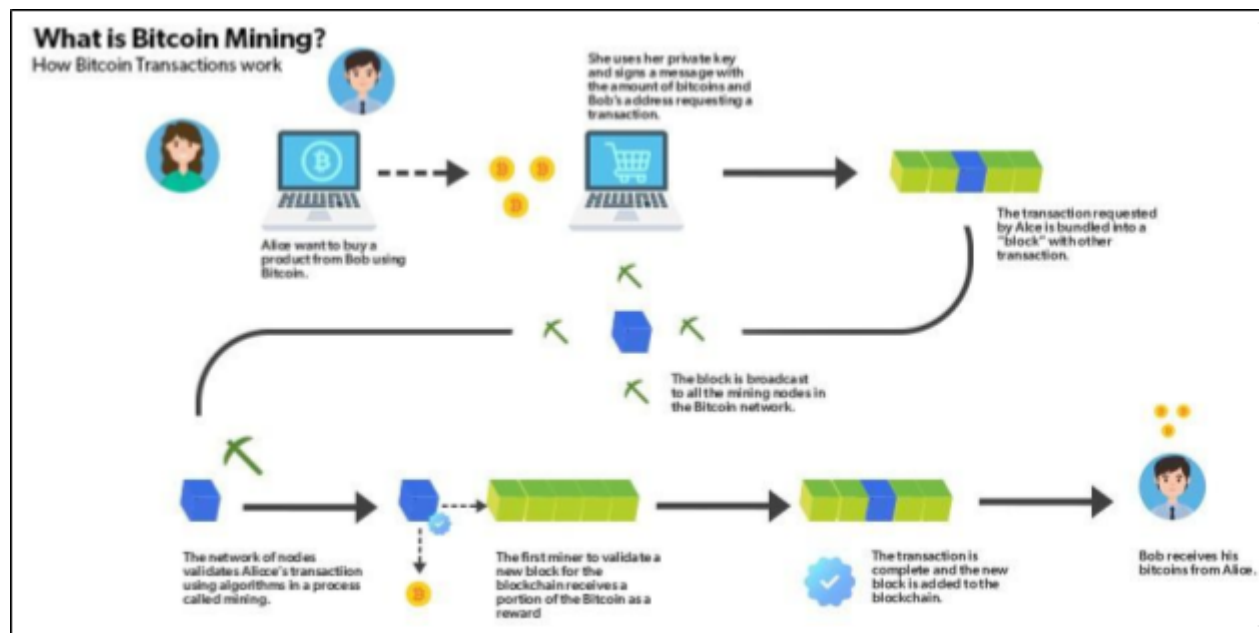 What is Bitcoin Mining?
How Bitcoin Transactions work
She uses her private key
and signs a message with
the amount of bitcoins and
Bob's address requesting a
transaction.
Alice want to buy a
product from Bob using
Bitcoin.
The transaction requested
by Alce is bundled into a
"block" with other
transaction.
The block is broadcast
to all the mining nodes in
the Bitcoin network.
The network of nodes
validates Alicce's transactiion
using algorithms in a process
called mining.
The first miner to validate a
new block for the
blockchain receives a
portion of the Bitcoin as a
reward
The transaction is
complete and the new
block is added to the
blockchain.
Bob receives his
bitcoins from Alice.